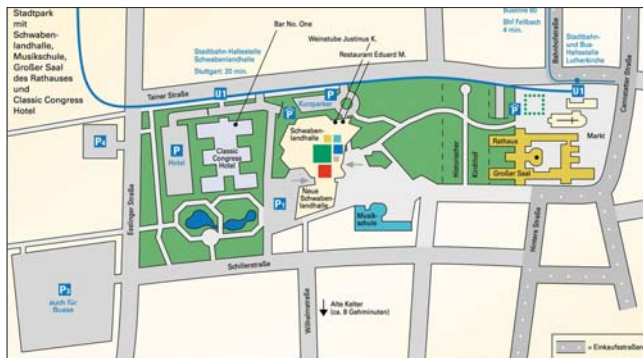 Stadtpark
mit
Schwaben-
landhalle,
Musikschule,
Großer Saal
des Rathauses
und
Classic Congress
Hotel
Bar No. One
Weinstube Justinus K.
Restaurant Eduard M.
Stadtbahn-Haltestelle
Schwabenlandhalle
Stuttgart: 20 min.
Buslinie 60
Bhf Fellbach
4 min.
Bahnhofstraße
Stadtbahn-
und Bus-
Haltestelle
Lutherkirche
Cannstatter Straße
Tainer Straße
U1
U1
P
Kurzparker
P
P
P4
P
Hotel
Classic
Congress
Hotel
Schwaben-
landhalle
Neue Schwaben-
landhalle
Historischer
Kirchhof
Rathaus
Großer Saal
Markt
Esslinger Straße
P1
Musik-
schule
Hintere Straße
Schillerstraße
P3
auch für
Busse
Wilhelmstraße
Alte Kelter
(ca. 8 Gehminuten)
= Einkaufsstraßen